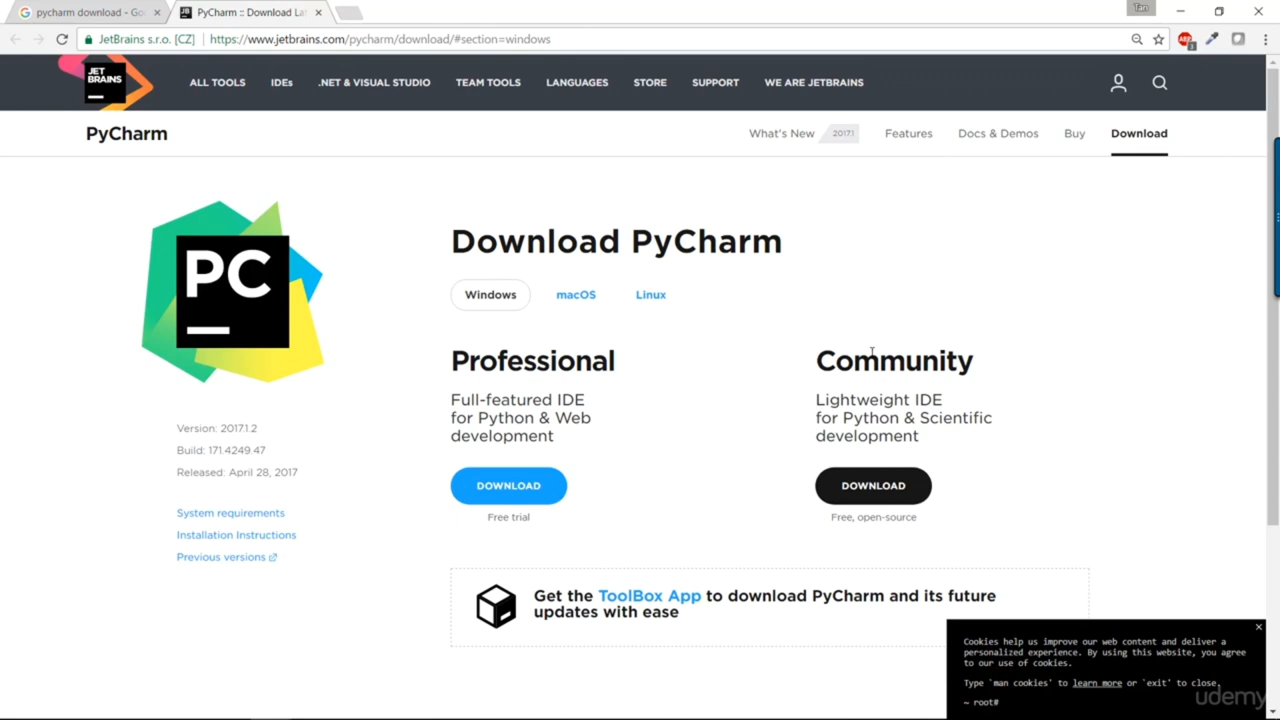 pycharm download - Go
PyCharm :: Download La
Tan
JetBrains s.r.o. [CZ]
https://www.jetbrains.com/pycharm/download/#section=windows
ABP
3
JET
BRAINS
ALL TOOLS
IDEs
.NET & VISUAL STUDIO
TEAM TOOLS
LANGUAGES
STORE
SUPPORT
WE ARE JETBRAINS
PyCharm
What's New
2017.1
Features
Docs & Demos
Buy
Download
PC
Download PyCharm
Windows
macOS
Linux
Professional
Full-featured IDE
for Python & Web
development
DOWNLOAD
Free trial
Community
Lightweight IDE
for Python & Scientific
development
DOWNLOAD
Free, open-source
Version: 2017.1.2
Build: 171.4249.47
Released: April 28, 2017
System requirements
Installation Instructions
Previous versions
Get the ToolBox App to download PyCharm and its future
updates with ease
Cookies help us improve our web content and deliver a
personalized experience. By using this website, you agree
to our use of cookies.
Type `man cookies' to learn more or `exit' to close.
~ root#
udemy